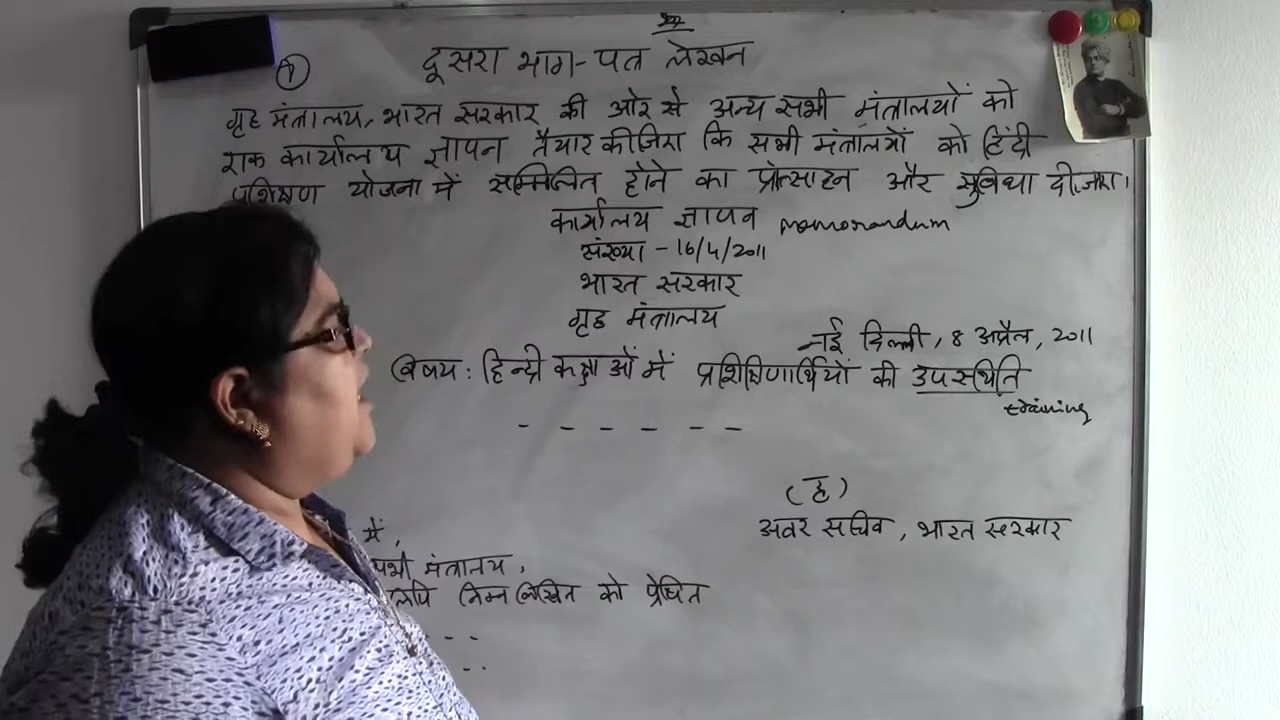 १
दूसरा भाग - पत्र लेखन
गृह मंत्रालय, भारत सरकार की ओर से अन्य सभी मंत्रालयों को
एक कार्यालय ज्ञापन तैयार कीजिए कि सभी मंत्रालयों को हिंदी
प्रशिक्षण योजना में सम्मिलित होने का प्रोत्साहन और सुविधा दी जाए।
कार्यालय ज्ञापन memorandum
संख्या - 16/4/2011
भारत सरकार
गृह मंत्रालय
नई दिल्ली, 8 अप्रैल, 2011
विषय : हिन्दी कक्षाओं में प्रशिक्षिणार्थियों की उपस्थिति
training
- - - - - -
(ह)
अवर सचिव, भारत सरकार
में,
सभी मंत्रालय,
लिपि निम्नलिखित को प्रेषित
- -
- -